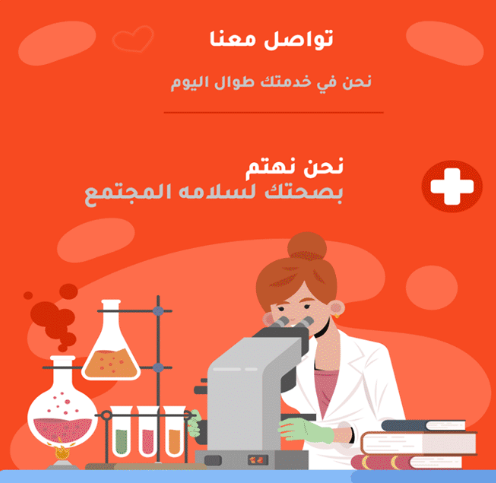 تواصل معنا
نحن في خدمتك طوال اليوم
نحن نهتم
بصحتك لسلامه المجتمع